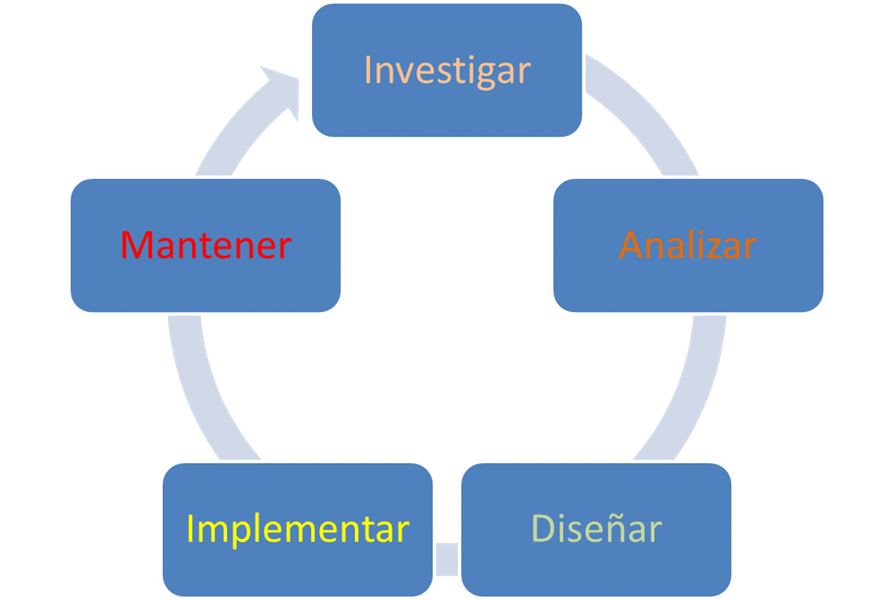 Investigar
Analizar
Diseñar
Implementar
Mantener